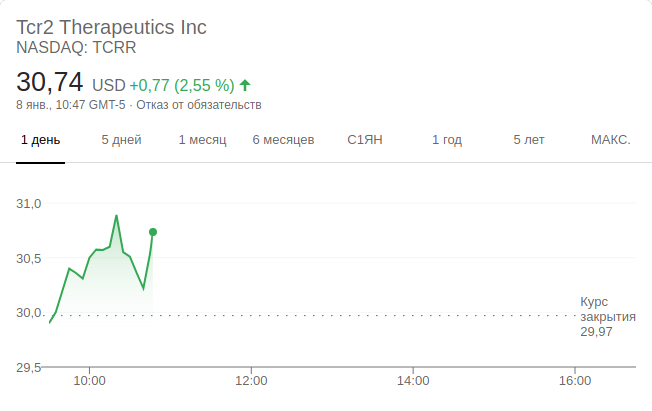 Tcr2 Therapeutics Inc
NASDAQ: TCRR
30,74 USD +0,77 (2,55 %)
8 янв., 10:47 GMT-5 · Отказ от обязательств
1 день 5 дней 1 месяц 6 месяцев С1ЯН 1 год 5 лет МАКС.
31,0
30,5
30,0
29,5
Курс
закрытия
29,97
10:00 12:00 14:00 16:00